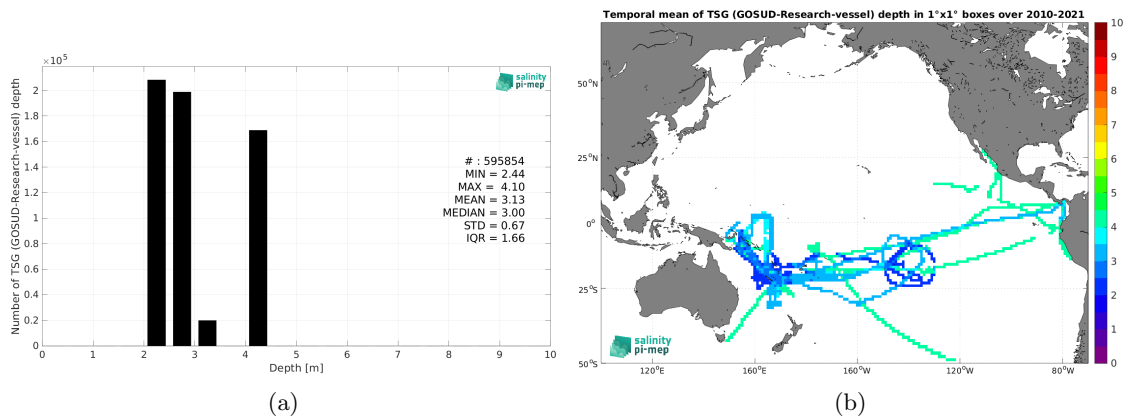 ×10⁵
2
1.8
1.6
1.4
1.2
1
0.8
0.6
0.4
0.2
0
Number of TSG (GOSUD-Research-vessel) depth
salinity
pi-mep
# : 595854
MIN = 2.44
MAX = 4.10
MEAN = 3.13
MEDIAN = 3.00
STD = 0.67
IQR = 1.66
0 1 2 3 4 5 6 7 8 9 10
Depth [m]
(a)
Temporal mean of TSG (GOSUD-Research-vessel) depth in 1°x1° boxes over 2010-2021
50°N
25°N
0°
25°S
50°S
120°E 160°E 160°W 120°W 80°W
salinity
pi-mep
10
9
8
7
6
5
4
3
2
1
0
(b)